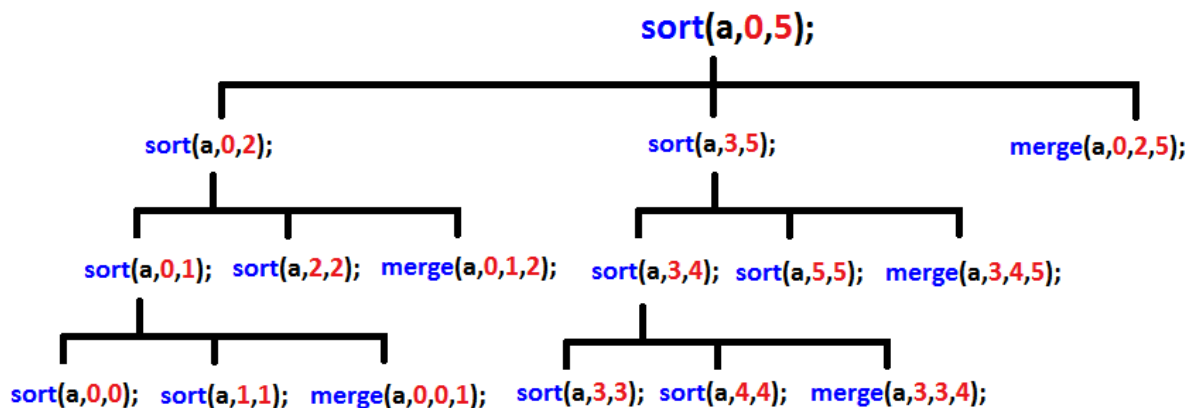 sort(a,0,5);
sort(a,0,2); sort(a,3,5); merge(a,0,2,5);
sort(a,0,1); sort(a,2,2); merge(a,0,1,2); sort(a,3,4); sort(a,5,5); merge(a,3,4,5);
sort(a,0,0); sort(a,1,1); merge(a,0,0,1); sort(a,3,3); sort(a,4,4); merge(a,3,3,4);